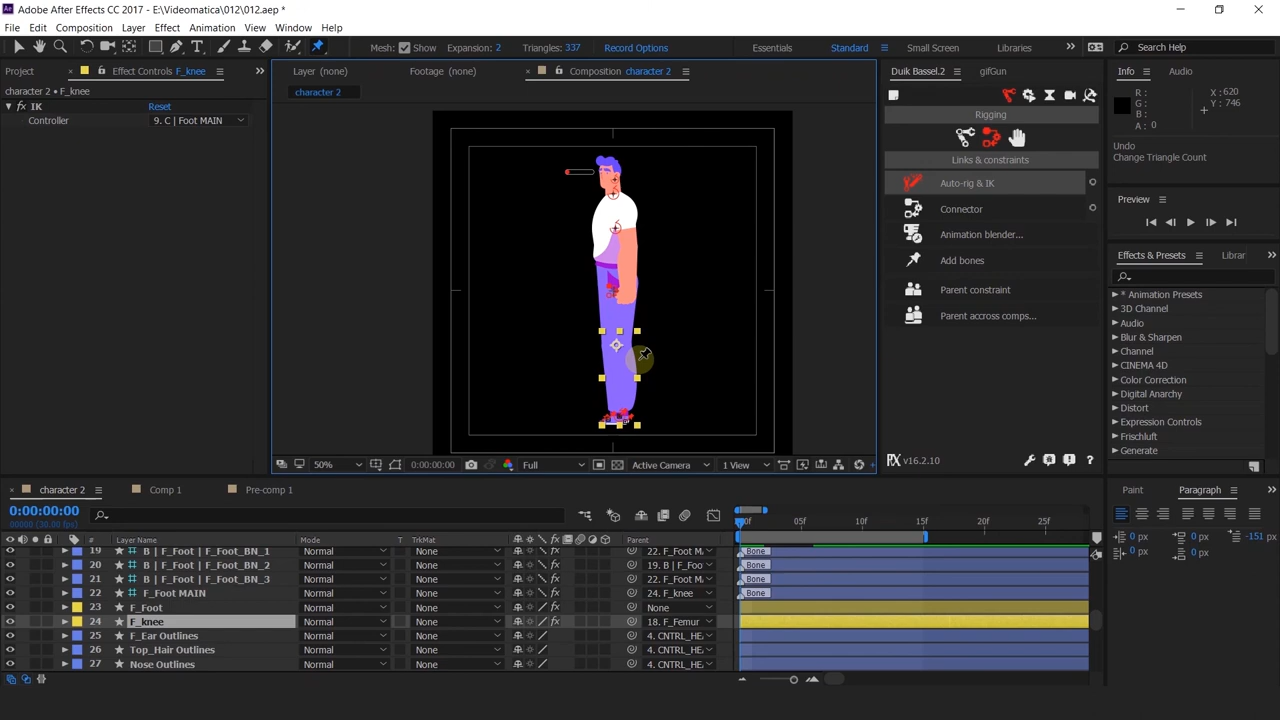 Adobe After Effects CC 2017 - E:\Videomatica\012\012.aep *
File Edit Composition Layer Effect Animation View Window Help
Mesh: Show Expansion: 2 Triangles: 337 Record Options Essentials Standard Small Screen Libraries Search Help
Project Effect Controls F_knee Layer (none) Footage (none) Composition character 2 Duik Bassel.2 gifGun Info Audio
character 2 • F_knee character 2
IK Reset
Controller 9. C | Foot MAIN
R: X: 620
G: Y: 746
B:
A: 0
Undo
Change Triangle Count
Rigging
Links & constraints
Auto-rig & IK
Connector
Animation blender...
Add bones
Parent constraint
Parent accross comps...
v16.2.10
Preview
Effects & Presets Librar
* Animation Presets
3D Channel
Audio
Channel
CINEMA 4D
Color Correction
Digital Anarchy
Distort
Expression Controls
Frischluft
Generate
50% 0:00:00:00 Full Active Camera 1 View
character 2 Comp 1 Pre-comp 1
0:00:00:00
00000 (30.00 fps)
05f 10f 15f 20f 25f
# Layer Name Mode T TrkMat Parent
19 B | F_Foot | F_Foot_BN_1 Normal None 22. F_Foot M. Bone
20 B | F_Foot | F_Foot_BN_2 Normal None 19. B | F_Foo Bone
21 B | F_Foot | F_Foot_BN_3 Normal None 22. F_Foot M. Bone
22 F_Foot MAIN Normal None 24. F_knee Bone
23 F_Foot Normal None None
24 F_knee Normal None 18. F_Femur
25 F_Ear Outlines Normal None 4. CNTRL_HE.
26 Top_Hair Outlines Normal None 4. CNTRL_HE.
27 Nose Outlines Normal None 4. CNTRL_HE.
Paint Paragraph
0 px 0 px -151 px
0 px 0 px